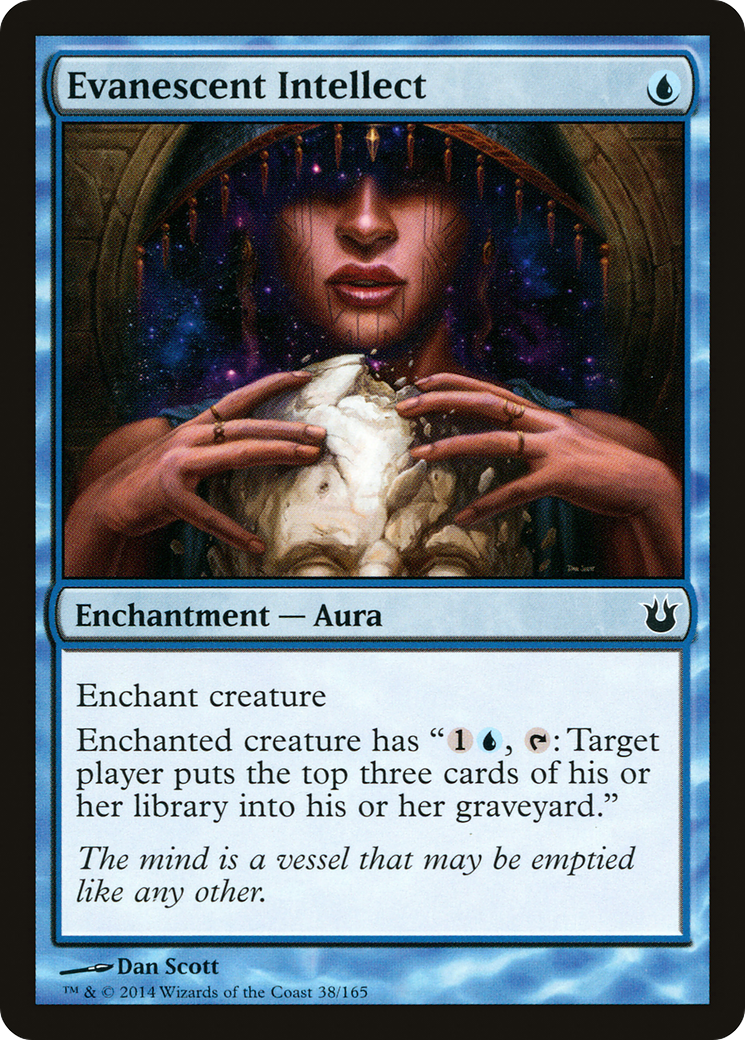 Evanescent Intellect
Dan Scott
Enchantment — Aura
Enchant creature
Enchanted creature has “1, : Target
player puts the top three cards of his or
her library into his or her graveyard.”
The mind is a vessel that may be emptied
like any other.
Dan Scott
™ & © 2014 Wizards of the Coast 38/165